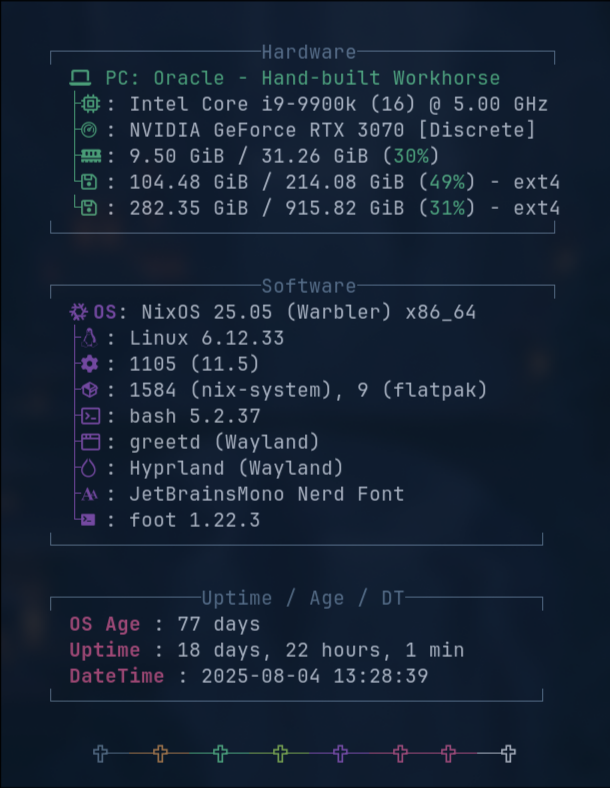 Hardware
PC: Oracle - Hand-built Workhorse
: Intel Core i9-9900k (16) @ 5.00 GHz
: NVIDIA GeForce RTX 3070 [Discrete]
: 9.50 GiB / 31.26 GiB (30%)
: 104.48 GiB / 214.08 GiB (49%) - ext4
: 282.35 GiB / 915.82 GiB (31%) - ext4
Software
OS: NixOS 25.05 (Warbler) x86_64
: Linux 6.12.33
: 1105 (11.5)
: 1584 (nix-system), 9 (flatpak)
: bash 5.2.37
: greetd (Wayland)
: Hyprland (Wayland)
: JetBrainsMono Nerd Font
: foot 1.22.3
Uptime / Age / DT
OS Age : 77 days
Uptime : 18 days, 22 hours, 1 min
DateTime : 2025-08-04 13:28:39